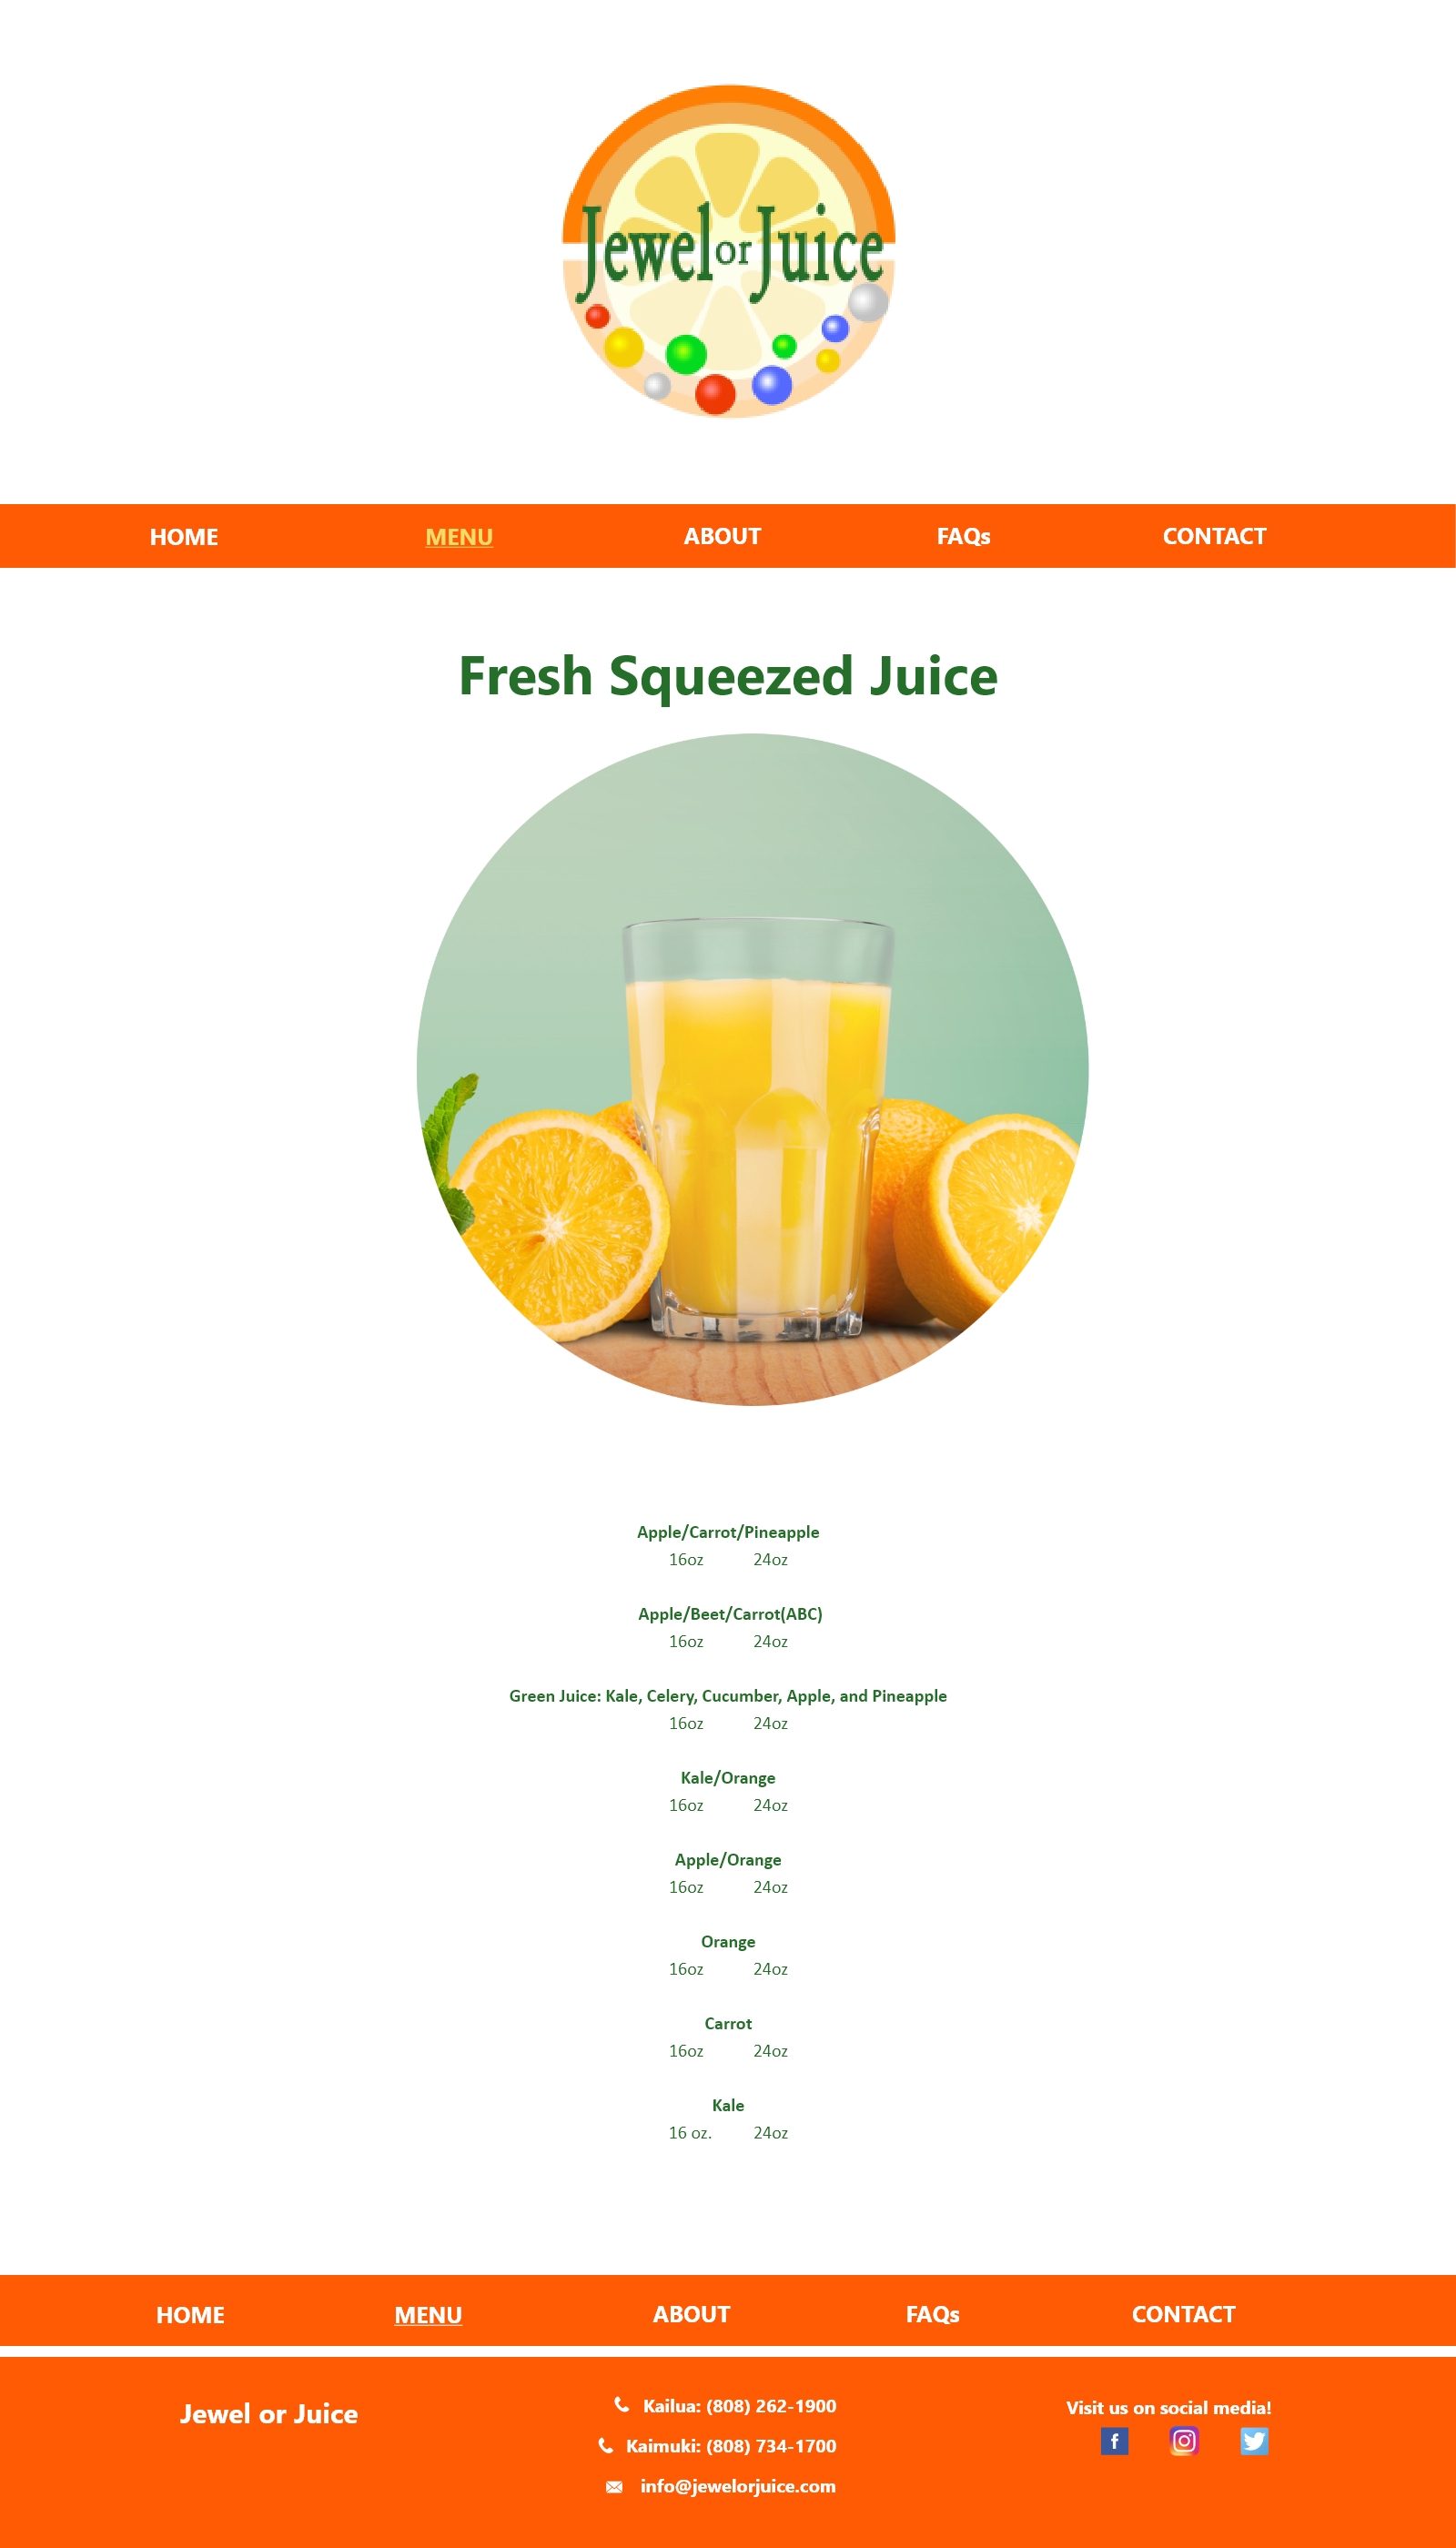 Jewel or Juice
HOME MENU ABOUT FAQs CONTACT
Fresh Squeezed Juice
Apple/Carrot/Pineapple
16oz 24oz
Apple/Beet/Carrot(ABC)
16oz 24oz
Green Juice: Kale, Celery, Cucumber, Apple, and Pineapple
16oz 24oz
Kale/Orange
16oz 24oz
Apple/Orange
16oz 24oz
Orange
16oz 24oz
Carrot
16oz 24oz
Kale
16 oz. 24oz
HOME MENU ABOUT FAQs CONTACT
Jewel or Juice
Kailua: (808) 262-1900
Kaimuki: (808) 734-1700
info@jewelorjuice.com
Visit us on social media!